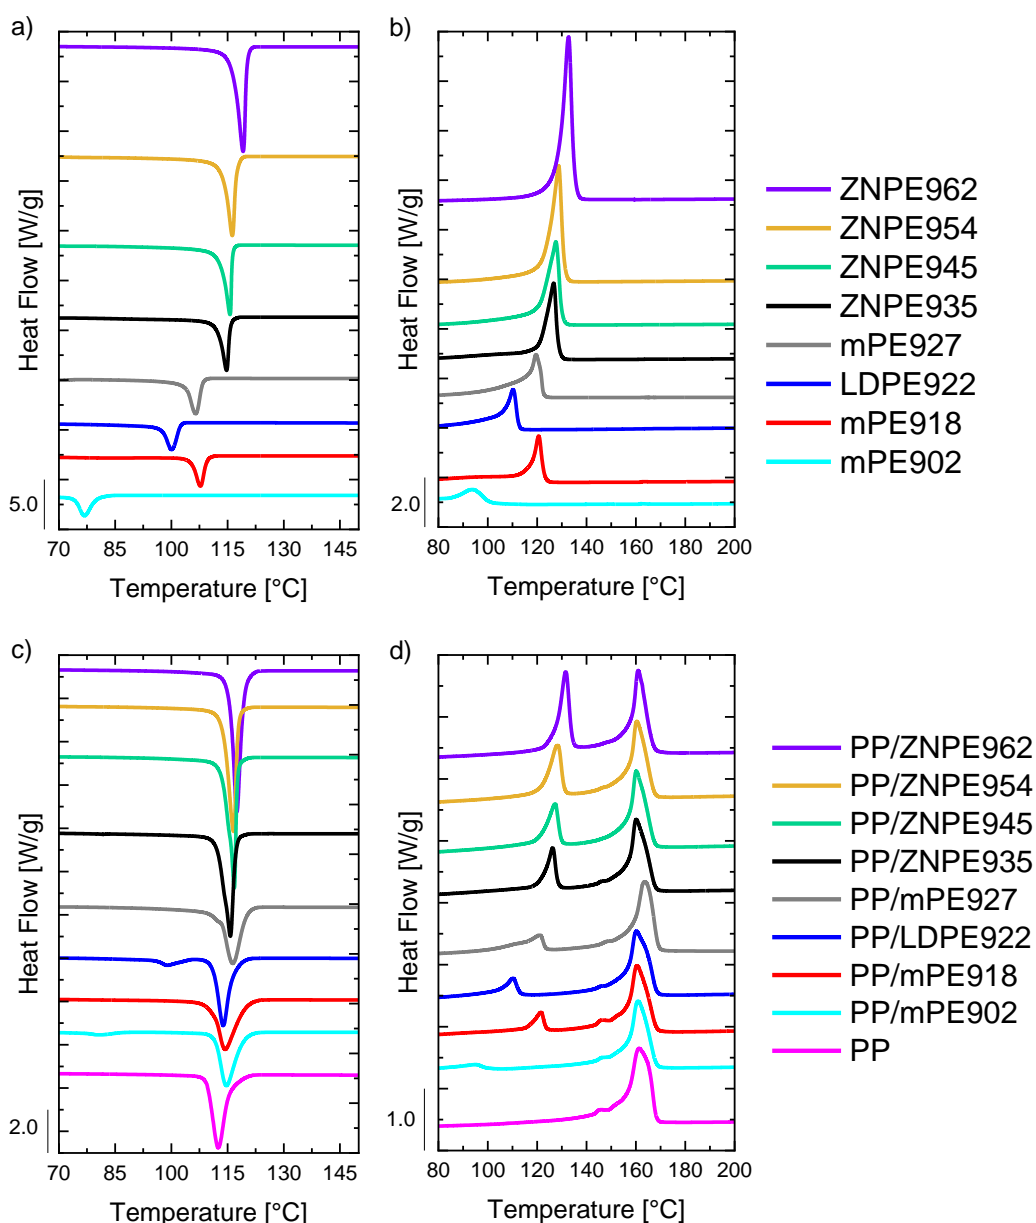 a)
b)
Heat Flow [W/g]
5.0
70 85 100 115 130 145
Temperature [°C]
Heat Flow [W/g]
2.0
80 100 120 140 160 180 200
Temperature [°C]
ZNPE962
ZNPE954
ZNPE945
ZNPE935
mPE927
LDPE922
mPE918
mPE902
c)
d)
Heat Flow [W/g]
2.0
70 85 100 115 130 145
Temperature [°C]
Heat Flow [W/g]
1.0
80 100 120 140 160 180 200
Temperature [°C]
PP/ZNPE962
PP/ZNPE954
PP/ZNPE945
PP/ZNPE935
PP/mPE927
PP/LDPE922
PP/mPE918
PP/mPE902
PP